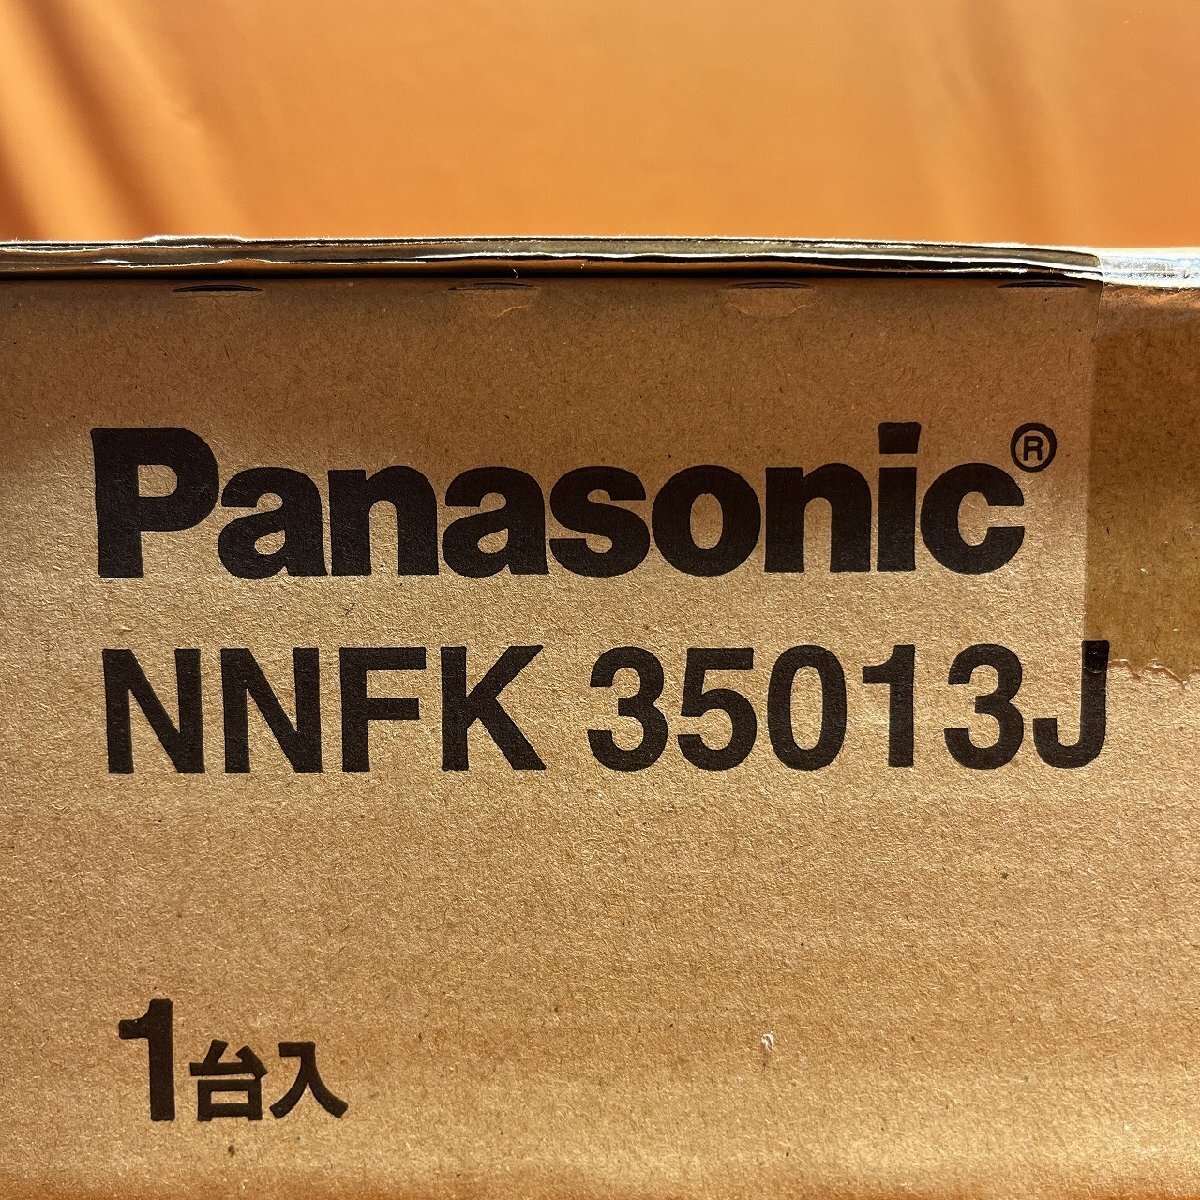 Panasonic®
NNFK 35013J
1台入